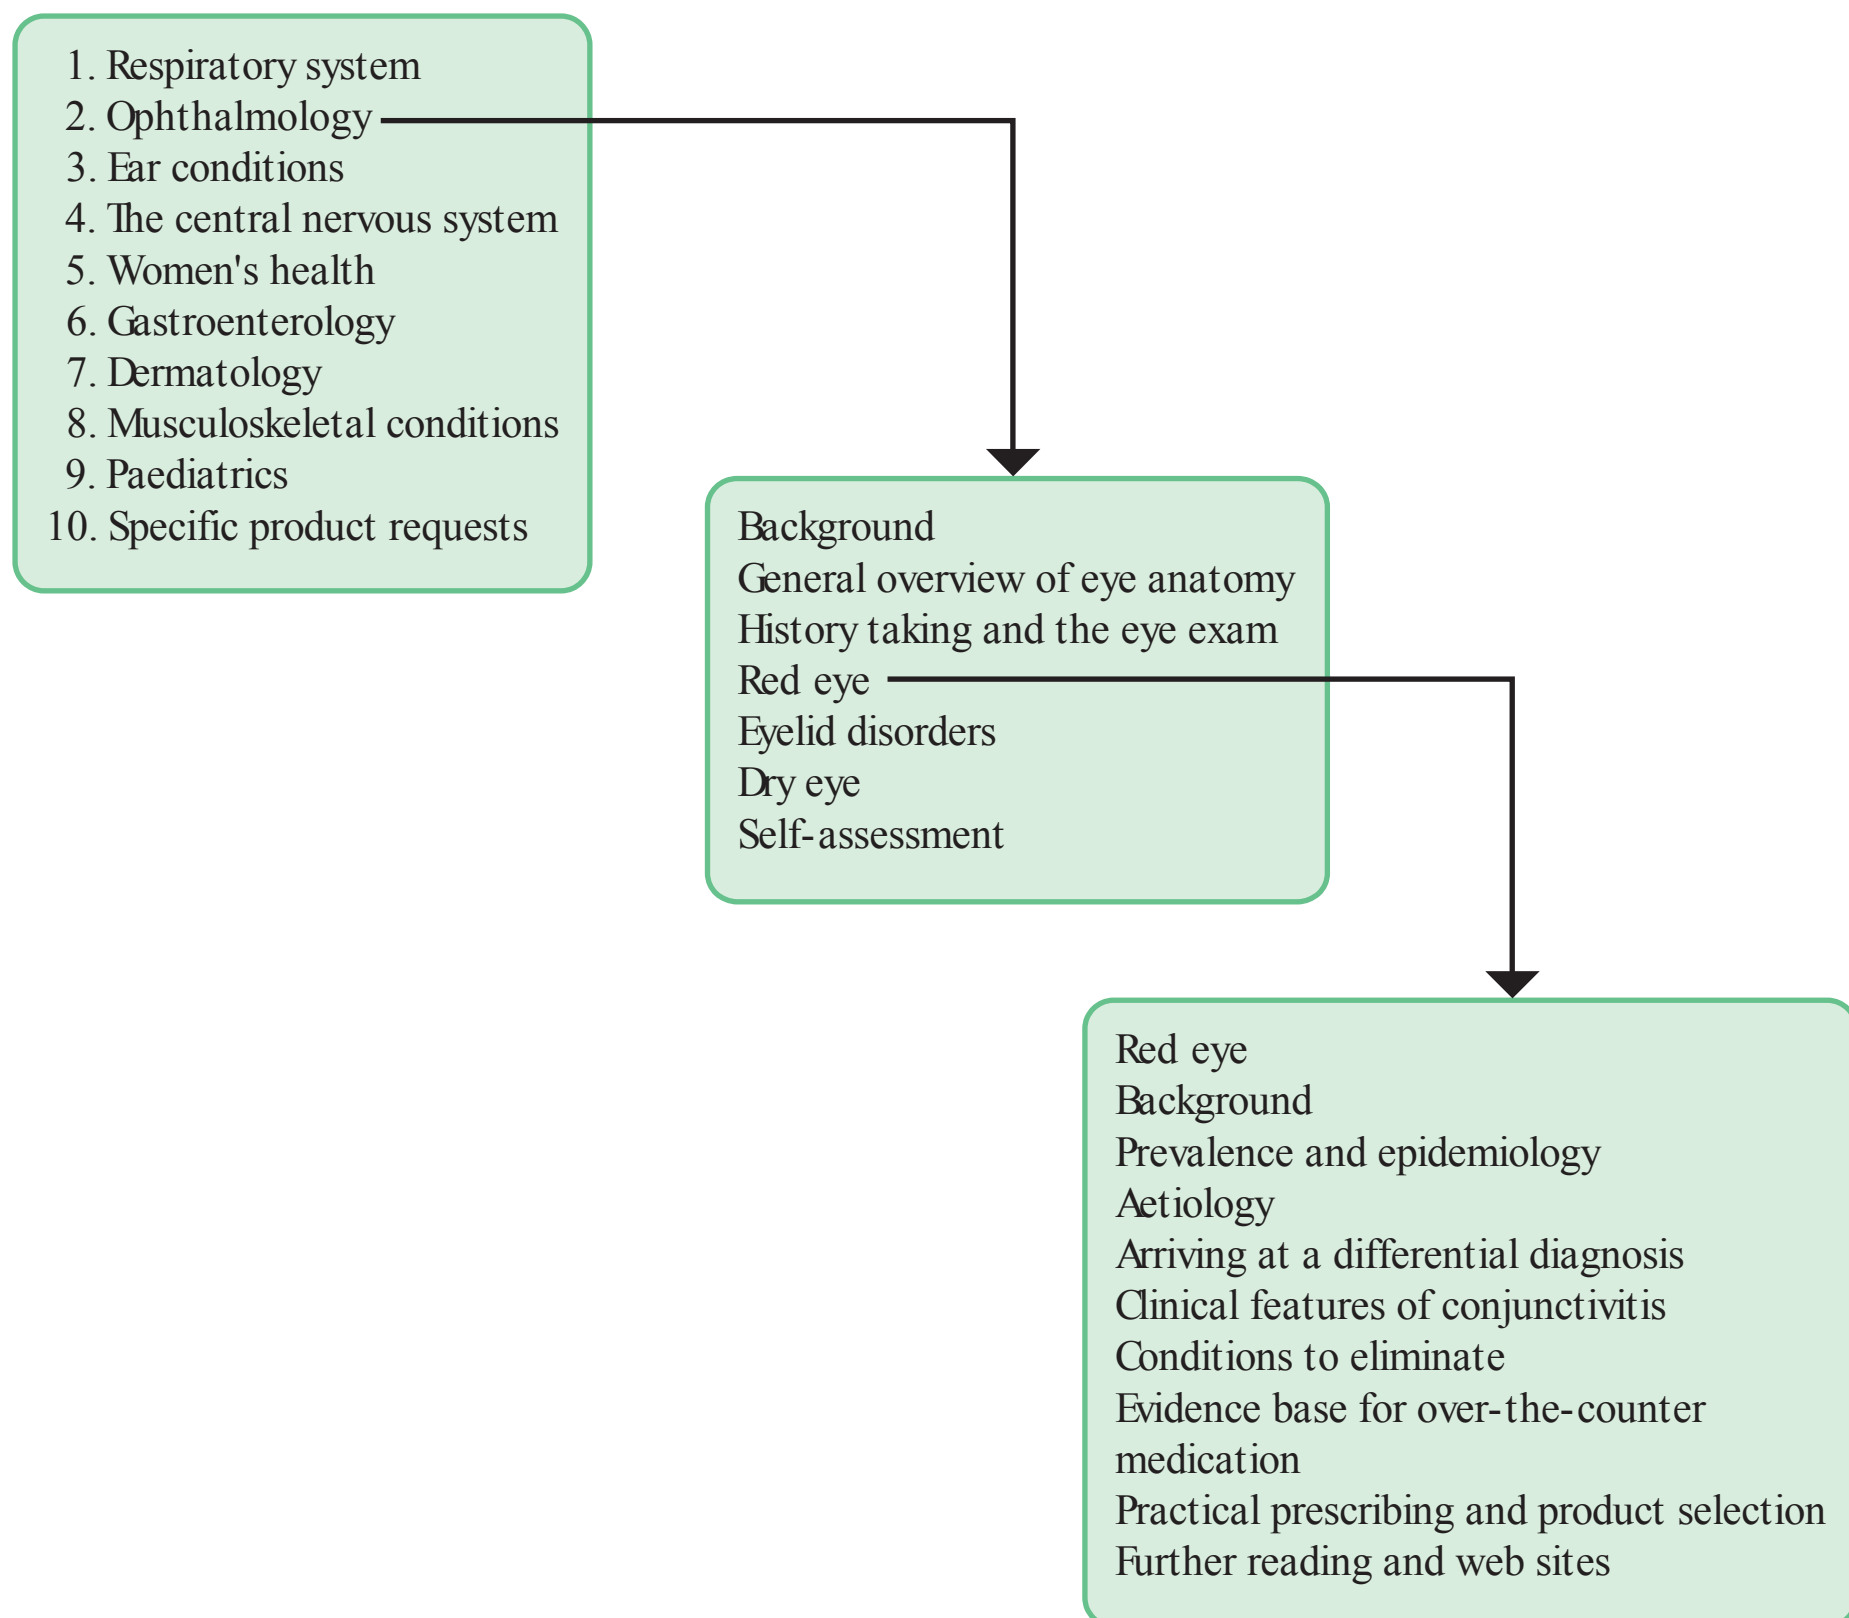 1. Respiratory system
2. Ophthalmology
3. Ear conditions
4. The central nervous system
5. Women's health
6. Gastroenterology
7. Dermatology
8. Musculoskeletal conditions
9. Paediatrics
10. Specific product requests
Background
General overview of eye anatomy
History taking and the eye exam
Red eye
Eyelid disorders
Dry eye
Self-assessment
Red eye
Background
Prevalence and epidemiology
Aetiology
Arriving at a differential diagnosis
Clinical features of conjunctivitis
Conditions to eliminate
Evidence base for over-the-counter
medication
Practical prescribing and product selection
Further reading and web sites